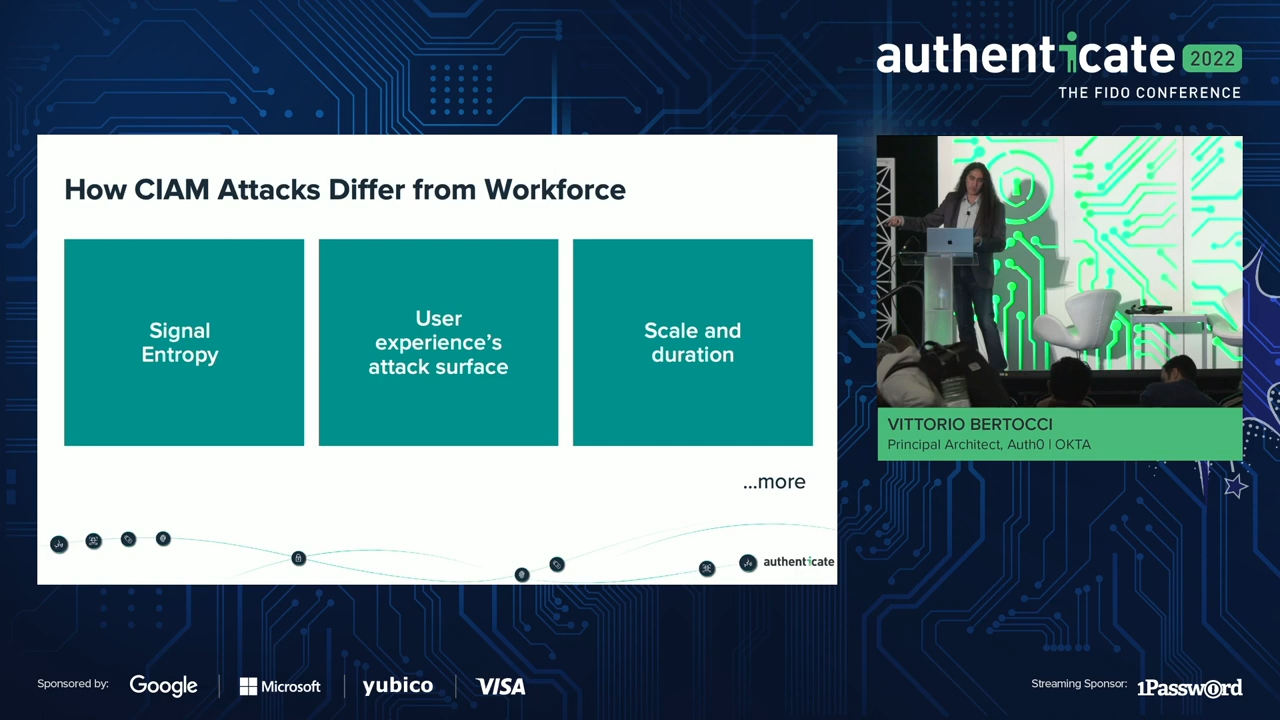 authenticate 2022
THE FIDO CONFERENCE
How CIAM Attacks Differ from Workforce
Signal
Entropy
User
experience’s
attack surface
Scale and
duration
...more
authenticate
VITTORIO BERTOCCI
Principal Architect, Auth0 | OKTA
Sponsored by:
Google
Microsoft
yubico
VISA
Streaming Sponsor:
1Password